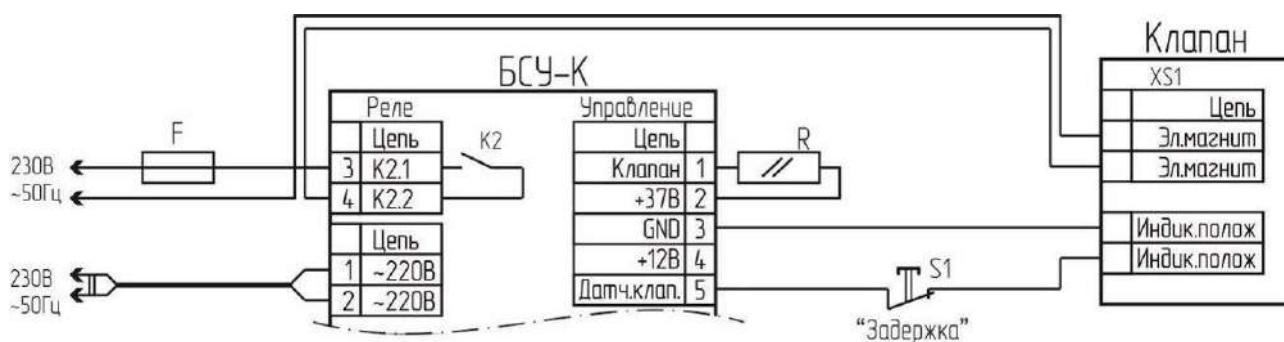 Клапан
XS1
Цепь
Эл.магнит
Эл.магнит
Индик.полож
Индик.полож
БСУ-К
Реле
Управление
F
230В
~50Гц
Цепь
3 К2.1
4 К2.2
К2
Цепь
Клапан 1
+37В 2
GND 3
+12В 4
Датч.клап. 5
R
Цепь
1 ~220В
2 ~220В
230В
~50Гц
S1
"Задержка"